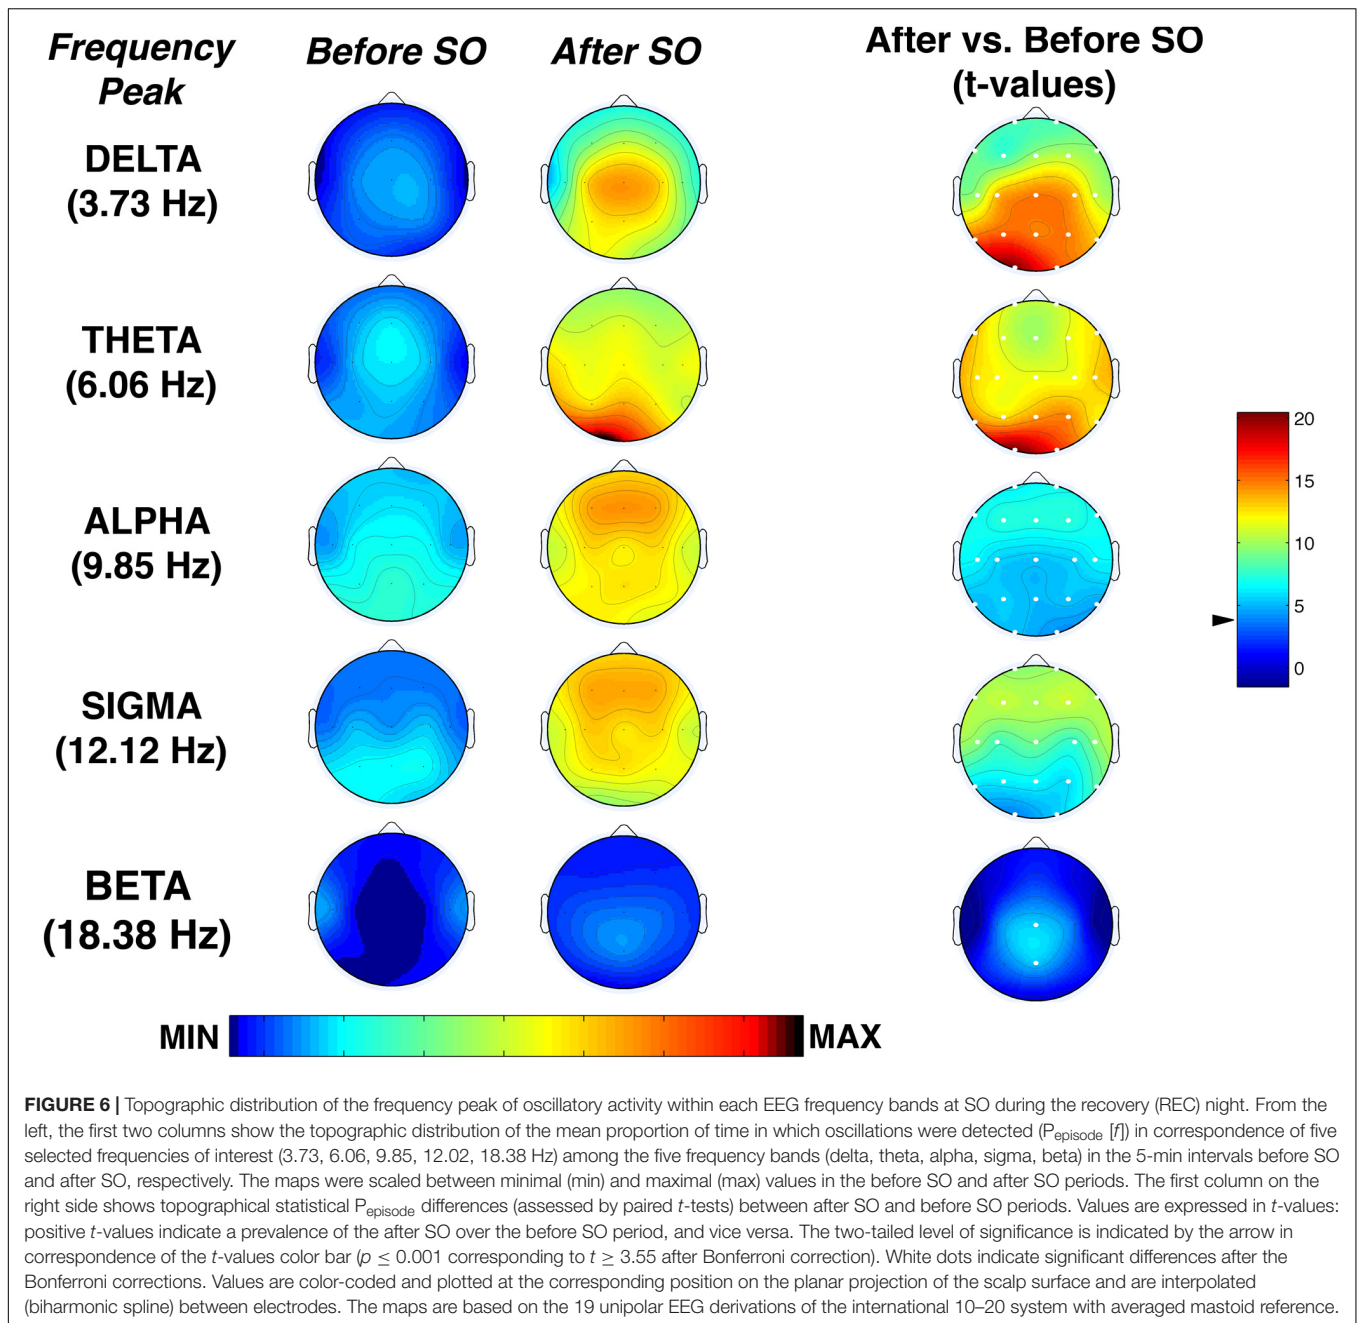 Frequency Peak
Before SO
After SO
After vs. Before SO
(t-values)
DELTA
(3.73 Hz)
THETA
(6.06 Hz)
ALPHA
(9.85 Hz)
SIGMA
(12.12 Hz)
BETA
(18.38 Hz)
20
15
10
5
0
MIN
MAX
FIGURE 6 | Topographic distribution of the frequency peak of oscillatory activity within each EEG frequency bands at SO during the recovery (REC) night. From the
left, the first two columns show the topographic distribution of the mean proportion of time in which oscillations were detected (Pepisode [f]) in correspondence of five
selected frequencies of interest (3.73, 6.06, 9.85, 12.02, 18.38 Hz) among the five frequency bands (delta, theta, alpha, sigma, beta) in the 5-min intervals before SO
and after SO, respectively. The maps were scaled between minimal (min) and maximal (max) values in the before SO and after SO periods. The first column on the
right side shows topographical statistical Pepisode differences (assessed by paired t-tests) between after SO and before SO periods. Values are expressed in t-values:
positive t-values indicate a prevalence of the after SO over the before SO period, and vice versa. The two-tailed level of significance is indicated by the arrow in
correspondence of the t-values color bar (p ≤ 0.001 corresponding to t ≥ 3.55 after Bonferroni correction). White dots indicate significant differences after the
Bonferroni corrections. Values are color-coded and plotted at the corresponding position on the planar projection of the scalp surface and are interpolated
(biharmonic spline) between electrodes. The maps are based on the 19 unipolar EEG derivations of the international 10–20 system with averaged mastoid reference.